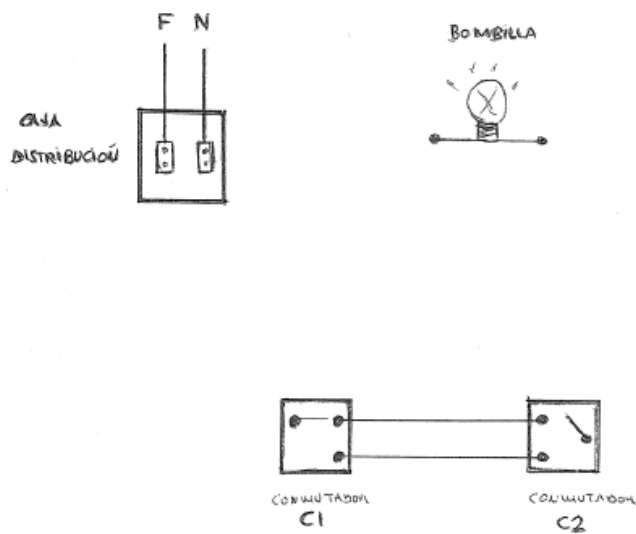 F N
BOMBILLA
CAJA
DISTRIBUCIÓN
CONMUTADOR
C1
CONMUTADOR
C2